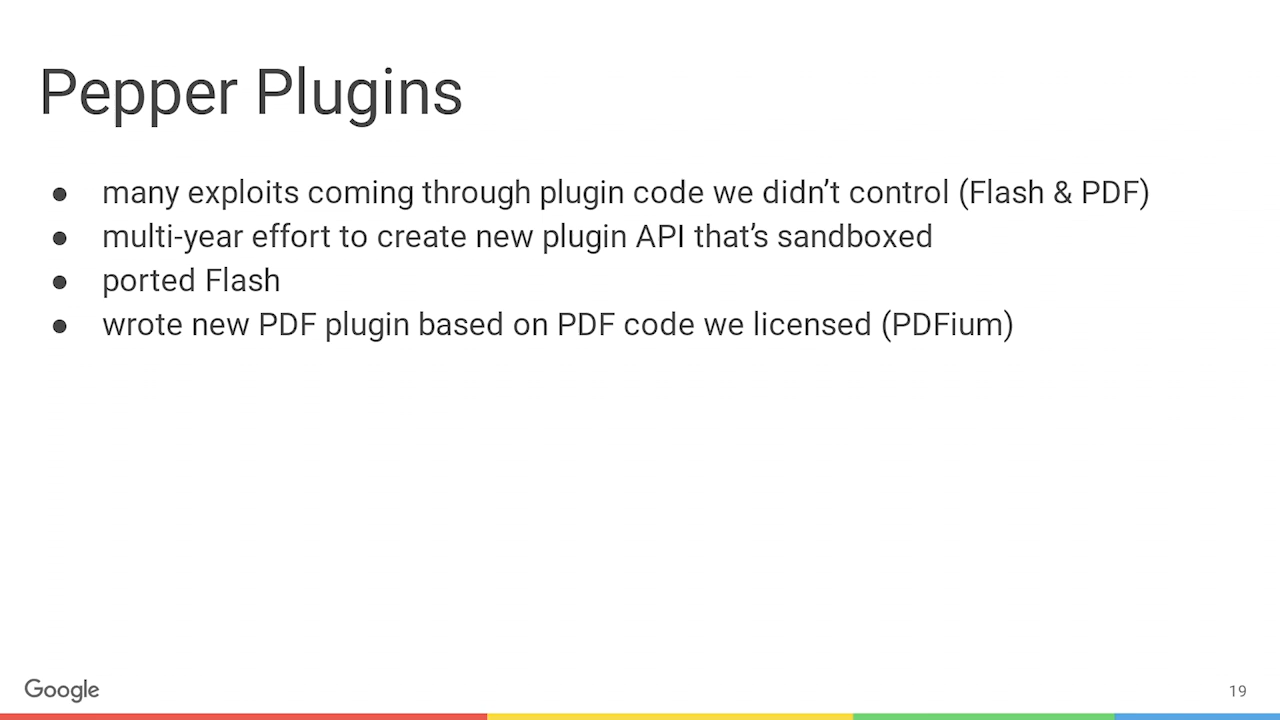 Pepper Plugins
● many exploits coming through plugin code we didn’t control (Flash & PDF)
● multi-year effort to create new plugin API that’s sandboxed
● ported Flash
● wrote new PDF plugin based on PDF code we licensed (PDFium)
Google
19